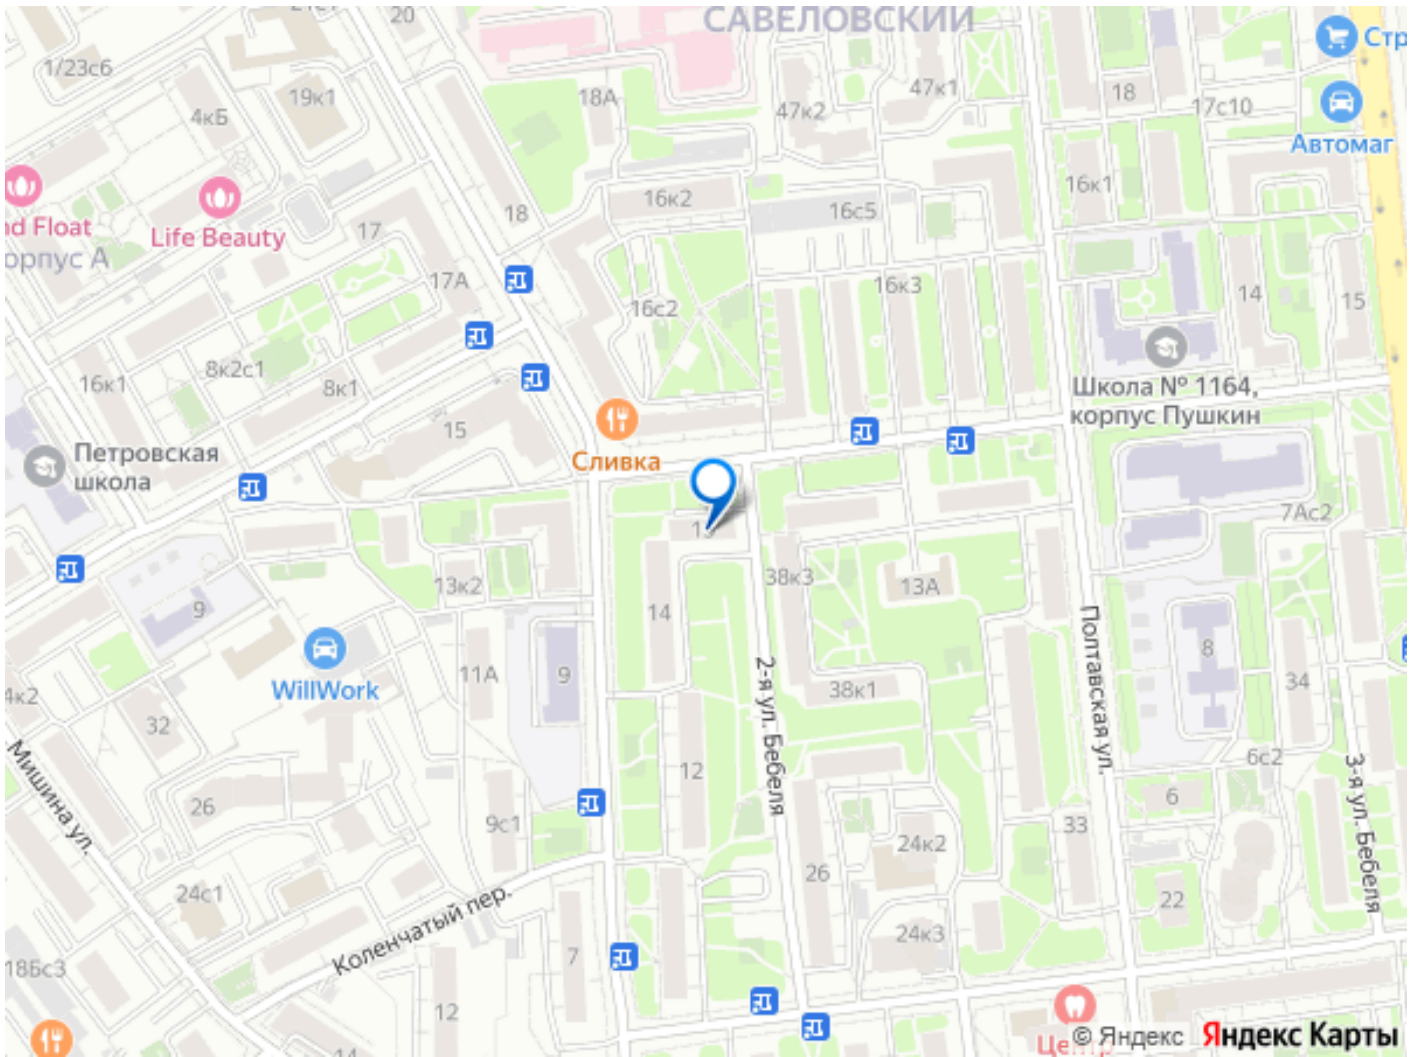 САВЕЛОВСКИЙ
20
Стр
1/23с6
19к1
4кБ
18А
47к2
47к1
18
17с10
Автомаг
nd Float
орпус А
Life Beauty
17
18
16к2
16с5
16к1
17А
16с2
16к3
14
15
16к1
8к2с1
8к1
15
Школа № 1164,
корпус Пушкин
Петровская
школа
Сливка
7Ас2
9
13к2
14
38к3
13А
WillWork
11А
9
38к1
8
34
4к2
32
12
2-я ул. Бебеля
Полтавская ул.
6с2
Мишина ул.
26
9с1
6
33
3-я ул. Бебеля
24к2
26
24с1
22
Коленчатый пер.
7
24к3
18Бс3
12
14
Центр
© Яндекс Яндекс Карты